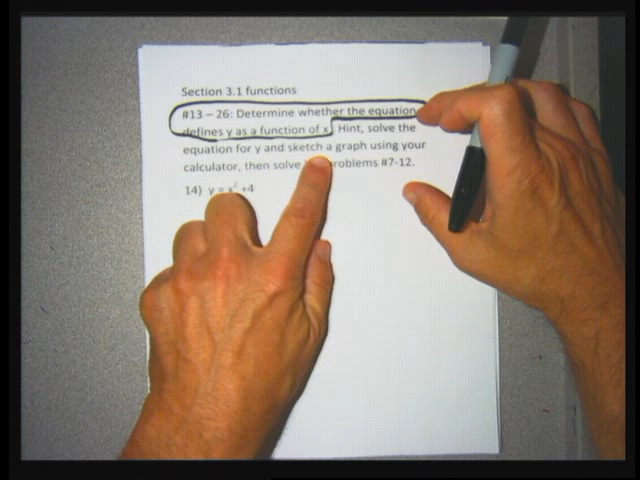 Section 3.1 functions
#13 – 26: Determine whether the equation
defines y as a function of x. Hint, solve the
equation for y and sketch a graph using your
calculator, then solve problems #7-12.
14) y = x² +4